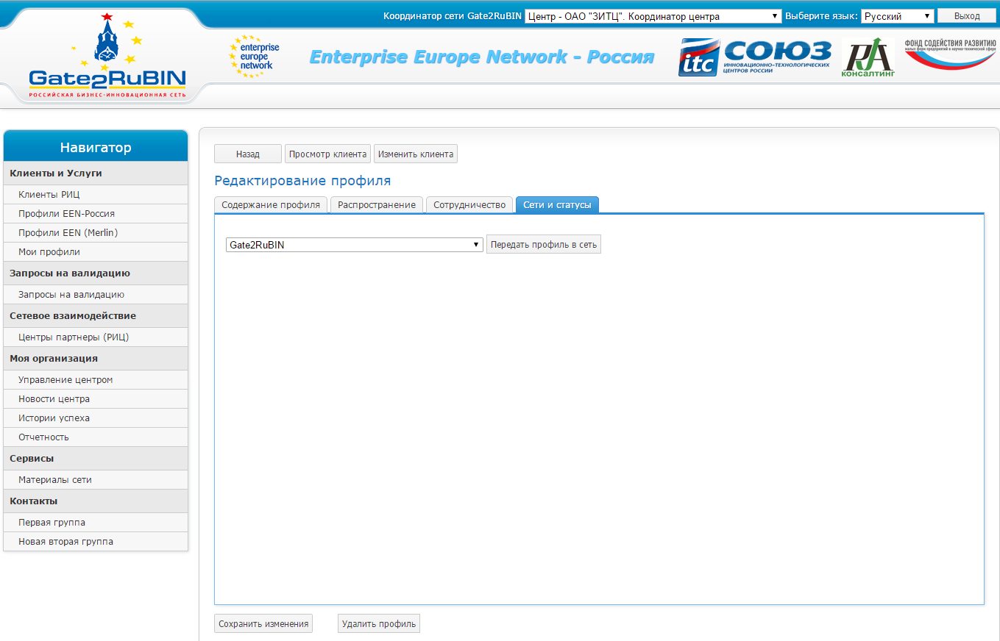 Координатор сети Gate2RuBIN Центр - ОАО "ЗИТЦ". Координатор центра Выберите язык: Русский Выход
Gate2RuBIN
РОССИЙСКАЯ БИЗНЕС-ИННОВАЦИОННАЯ СЕТЬ
enterprise
europe
network
Enterprise Europe Network - Россия
itc
СОЮЗ
ИННОВАЦИОННО-ТЕХНОЛОГИЧЕСКИХ
ЦЕНТРОВ РОССИИ
КОНСАЛТИНГ
ФОНД СОДЕЙСТВИЯ РАЗВИТИЮ
малых форм предприятий в научно-технической сфере
Навигатор
Клиенты и Услуги
Клиенты РИЦ
Профили EEN-Россия
Профили EEN (Merlin)
Мои профили
Запросы на валидацию
Запросы на валидацию
Сетевое взаимодействие
Центры партнеры (РИЦ)
Моя организация
Управление центром
Новости центра
Истории успеха
Отчетность
Сервисы
Материалы сети
Контакты
Первая группа
Новая вторая группа
Назад Просмотр клиента Изменить клиента
Редактирование профиля
Содержание профиля Распространение Сотрудничество Сети и статусы
Gate2RuBIN Передать профиль в сеть
Сохранить изменения Удалить профиль